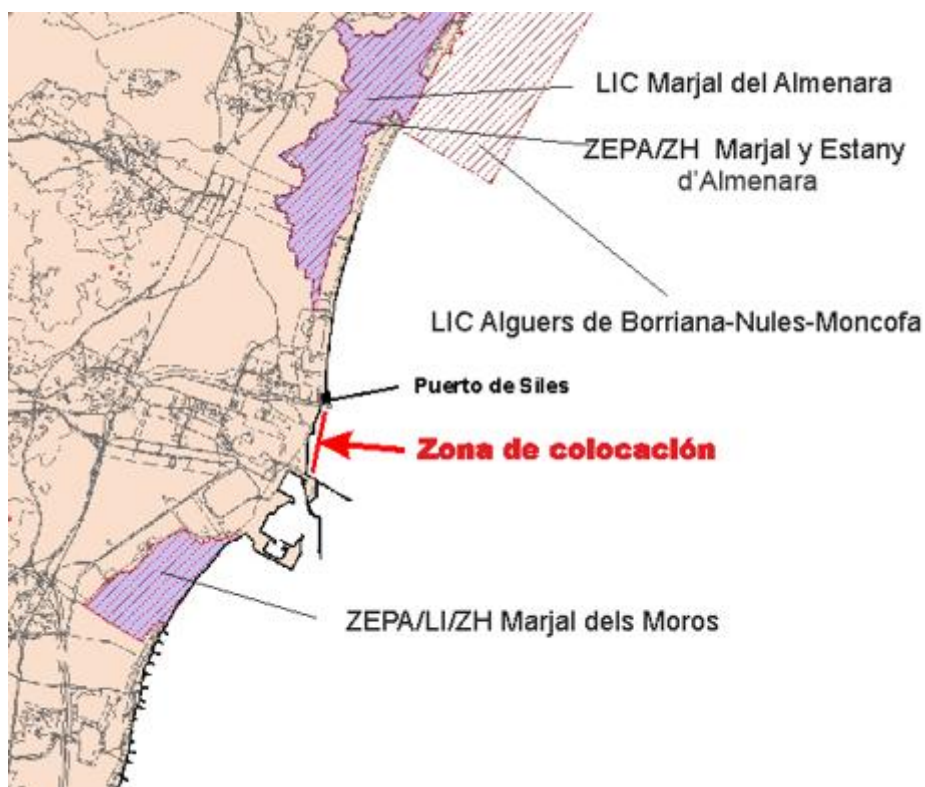 LIC Marjal del Almenara
ZEPA/ZH Marjal y Estany
d'Almenara
LIC Alguers de Borriana-Nules-Moncofa
Puerto de Siles
Zona de colocación
ZEPA/LI/ZH Marjal dels Moros